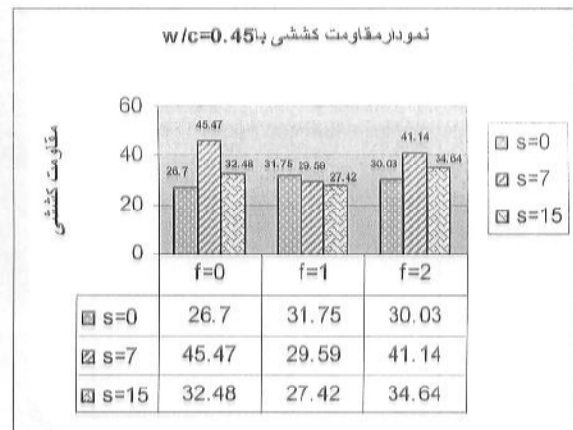 نمودارمقاومت کششی با w/c=0.45
مقاومت کششی
60
40
20
0
26.7 45.47 32.48 31.75 29.59 27.42 30.03 41.14 34.64
s=0
s=7
s=15
f=0 f=1 f=2
s=0 26.7 31.75 30.03
s=7 45.47 29.59 41.14
s=15 32.48 27.42 34.64